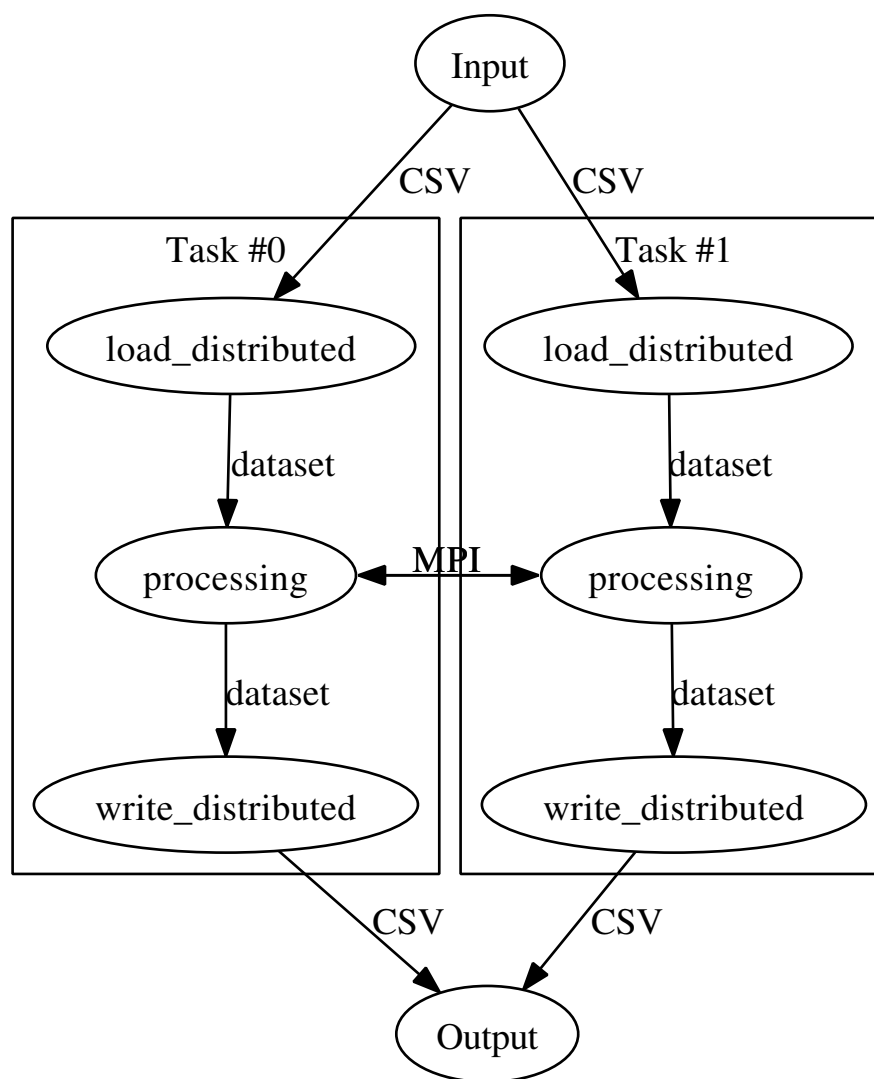 Input
CSV CSV
Task #0 Task #1
load_distributed load_distributed
dataset dataset
processing MPI processing
dataset dataset
write_distributed write_distributed
CSV CSV
Output